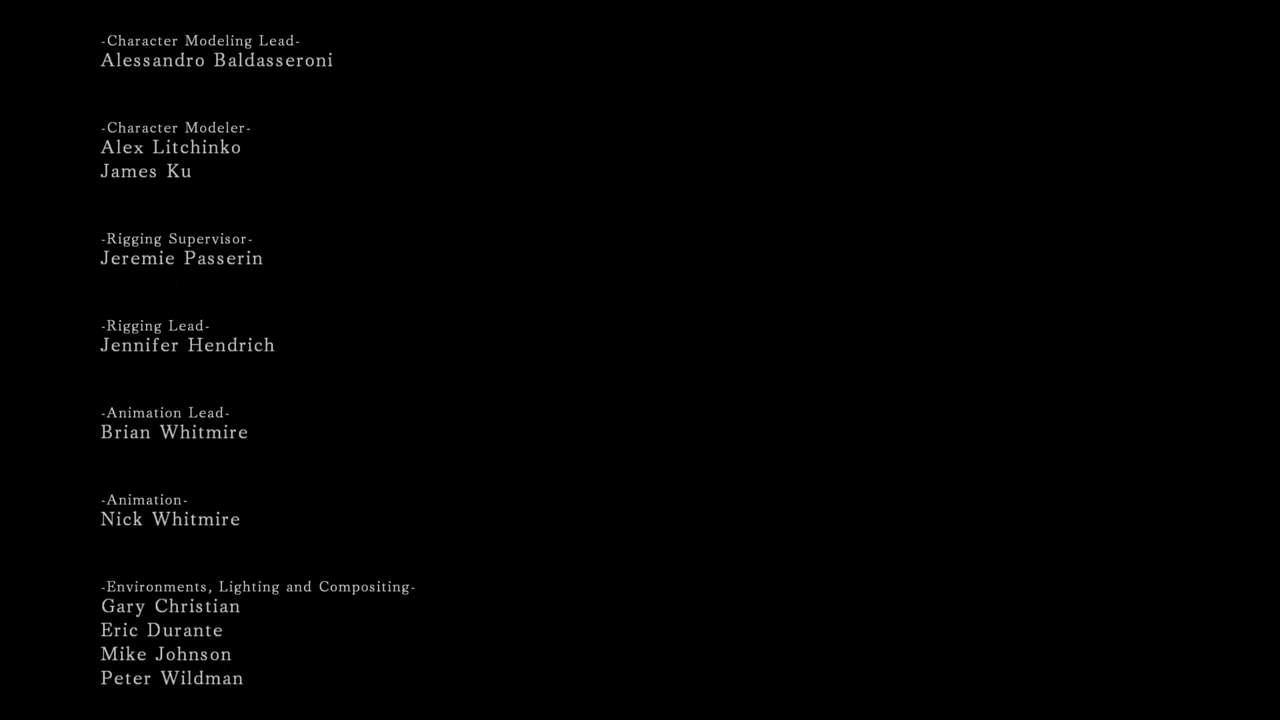 -Character Modeling Lead-
Alessandro Baldasseroni
-Character Modeler-
Alex Litchinko
James Ku
-Rigging Supervisor-
Jeremie Passerin
-Rigging Lead-
Jennifer Hendrich
-Animation Lead-
Brian Whitmire
-Animation-
Nick Whitmire
-Environments, Lighting and Compositing-
Gary Christian
Eric Durante
Mike Johnson
Peter Wildman